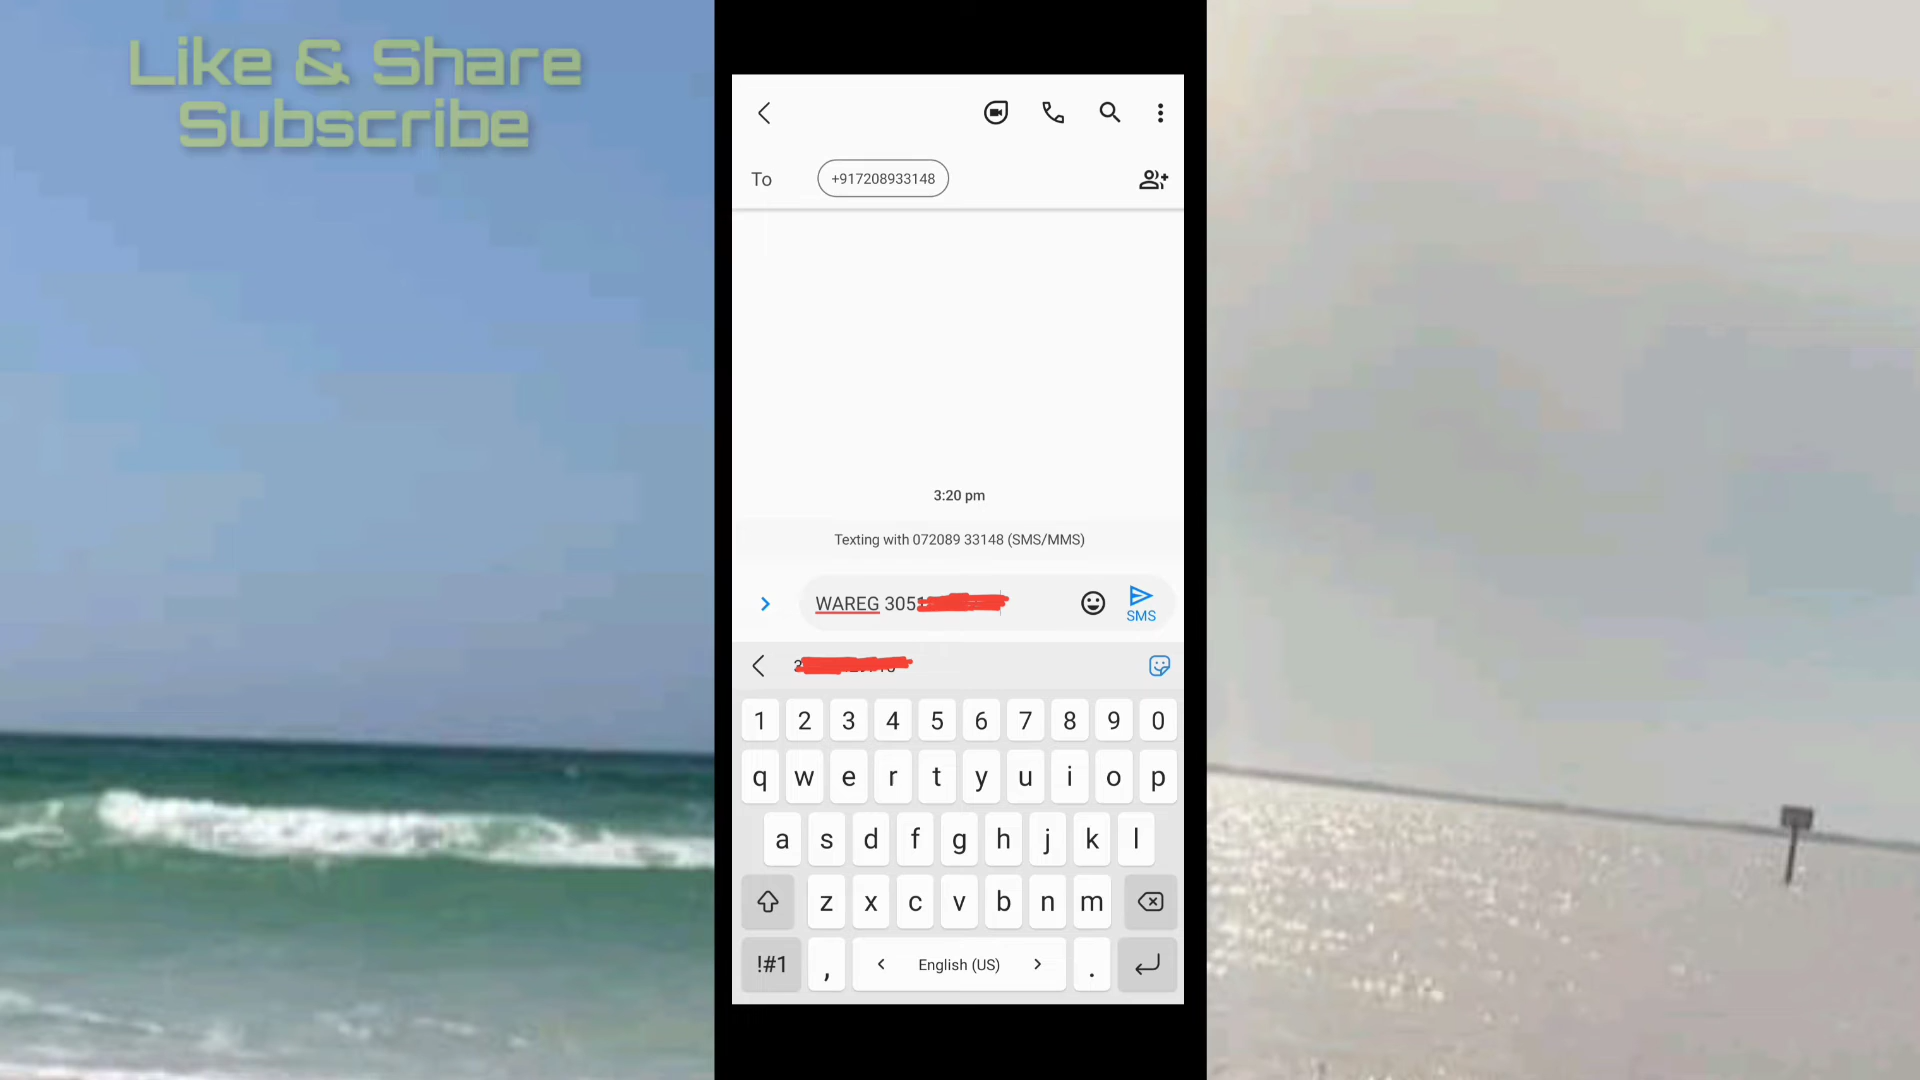 Like & Share
Subscribe
To +917208933148
3:20 pm
Texting with 072089 33148 (SMS/MMS)
WAREG 305
SMS
1 2 3 4 5 6 7 8 9 0
q w e r t y u i o p
a s d f g h j k l
z x c v b n m
!#1 , < English (US) > .